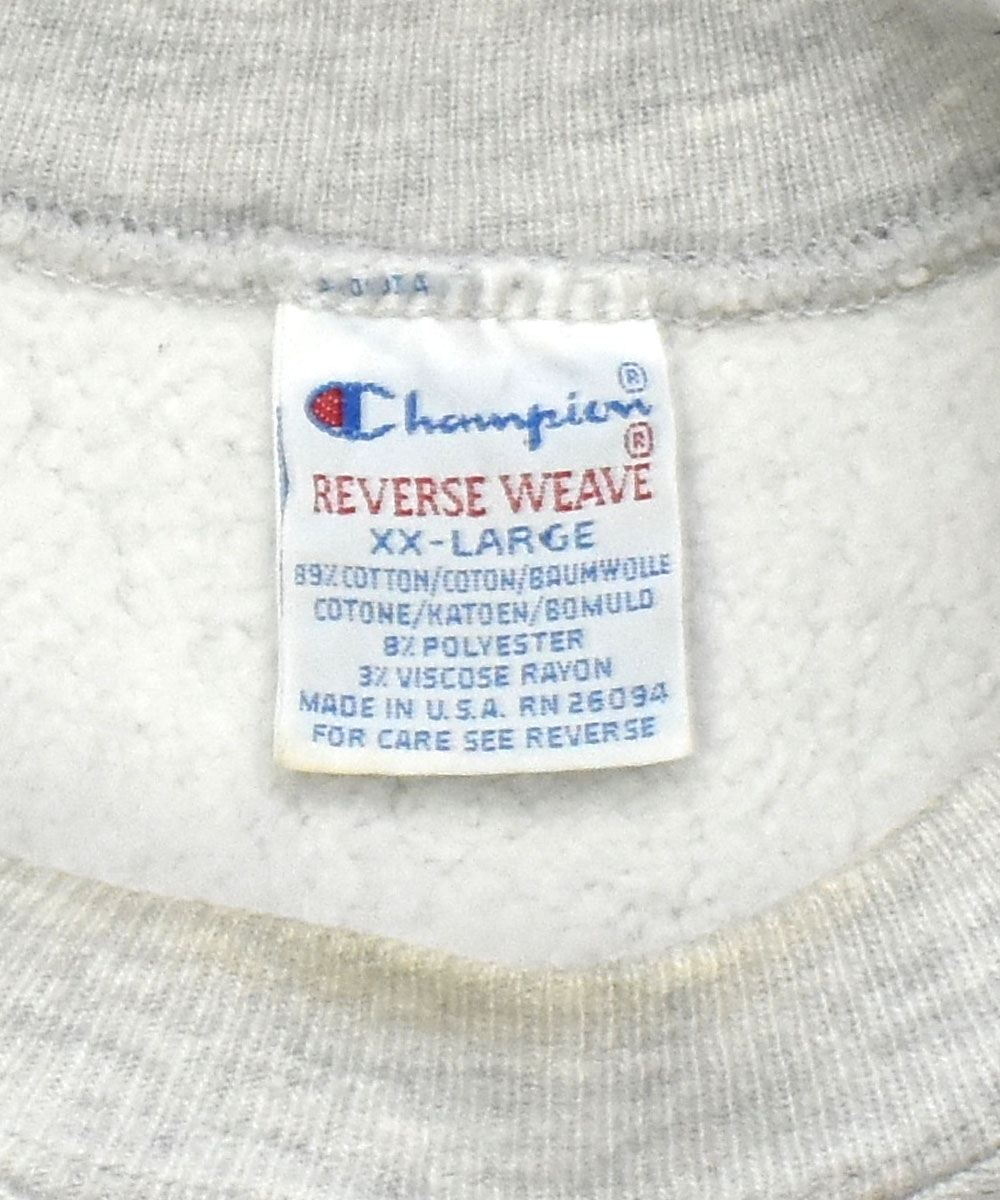 Champion®
REVERSE WEAVE®
XX-LARGE
89% COTTON/COTON/BAUMWOLLE
COTONE/KATOEN/BOMULD
8% POLYESTER
3% VISCOSE RAYON
MADE IN U.S.A. RN 26094
FOR CARE SEE REVERSE